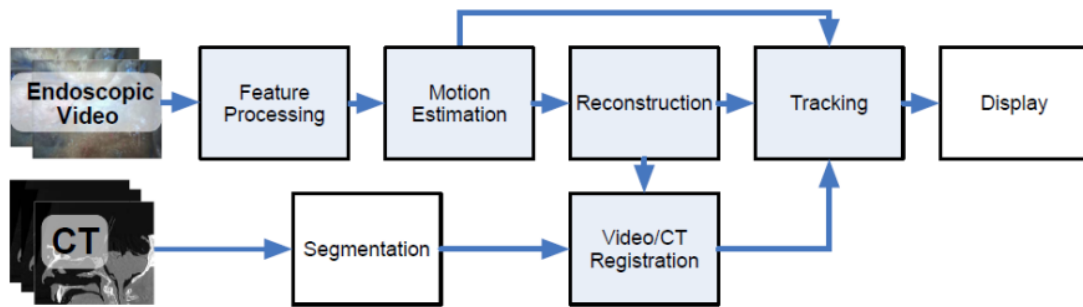 Endoscopic
Video
Feature
Processing
Motion
Estimation
Reconstruction
Tracking
Display
CT
Segmentation
Video/CT
Registration